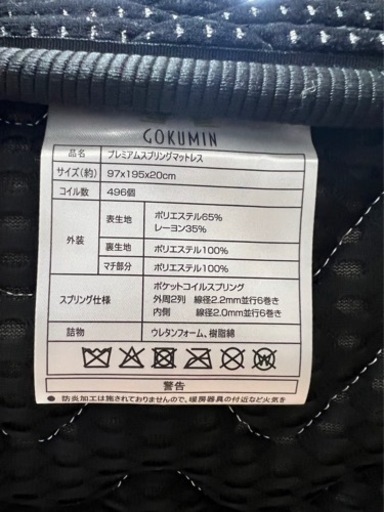 GOKUMIN
品名 プレミアムスプリングマットレス
サイズ(約) 97x195x20cm
コイル数 496個
外装
表生地 ポリエステル65%
レーヨン35%
裏生地 ポリエステル100%
マチ部分 ポリエステル100%
スプリング仕様
ポケットコイルスプリング
外周2列 線径2.2mm並行6巻き
内側 線径2.0mm並行6巻き
詰物 ウレタンフォーム、樹脂綿
警告
● 防炎加工は施されておりませんので、暖房器具の付近など火気を